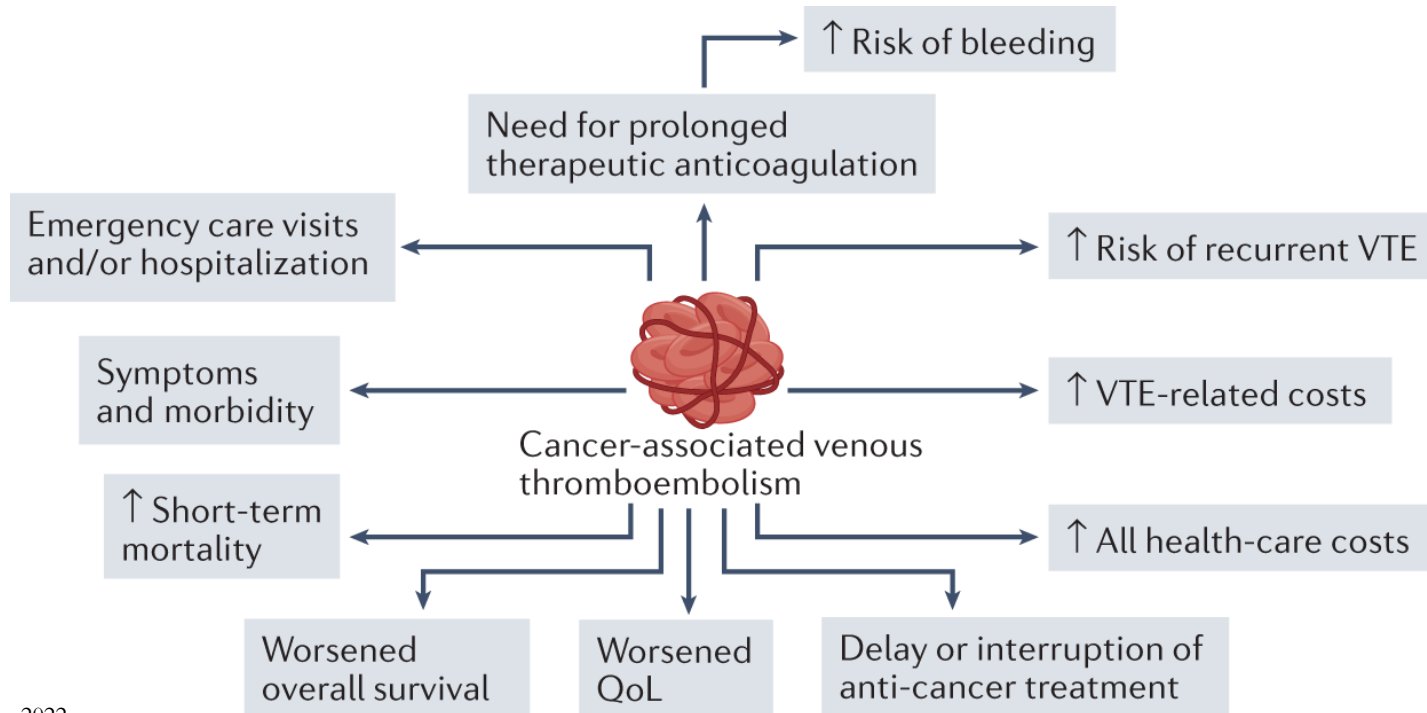 ↑ Risk of bleeding
Need for prolonged
therapeutic anticoagulation
Emergency care visits
and/or hospitalization
↑ Risk of recurrent VTE
Symptoms
and morbidity
↑ VTE-related costs
Cancer-associated venous
thromboembolism
↑ Short-term
mortality
↑ All health-care costs
Worsened
overall survival
Worsened
QoL
Delay or interruption of
anti-cancer treatment